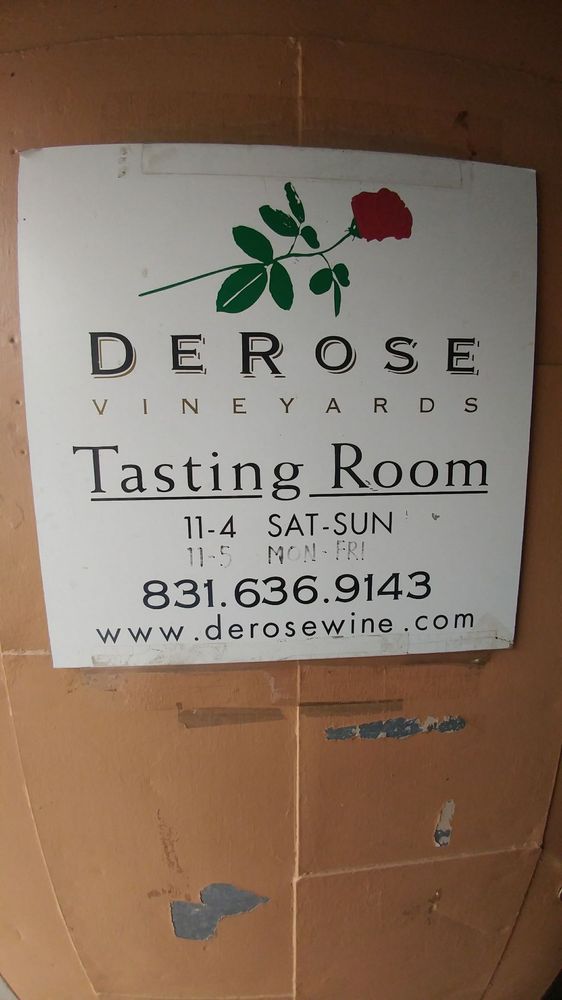 DEROSE
VINEYARDS
Tasting Room
11-4 SAT-SUN
11-5 MON-FRI
831.636.9143
www.derosewine.com